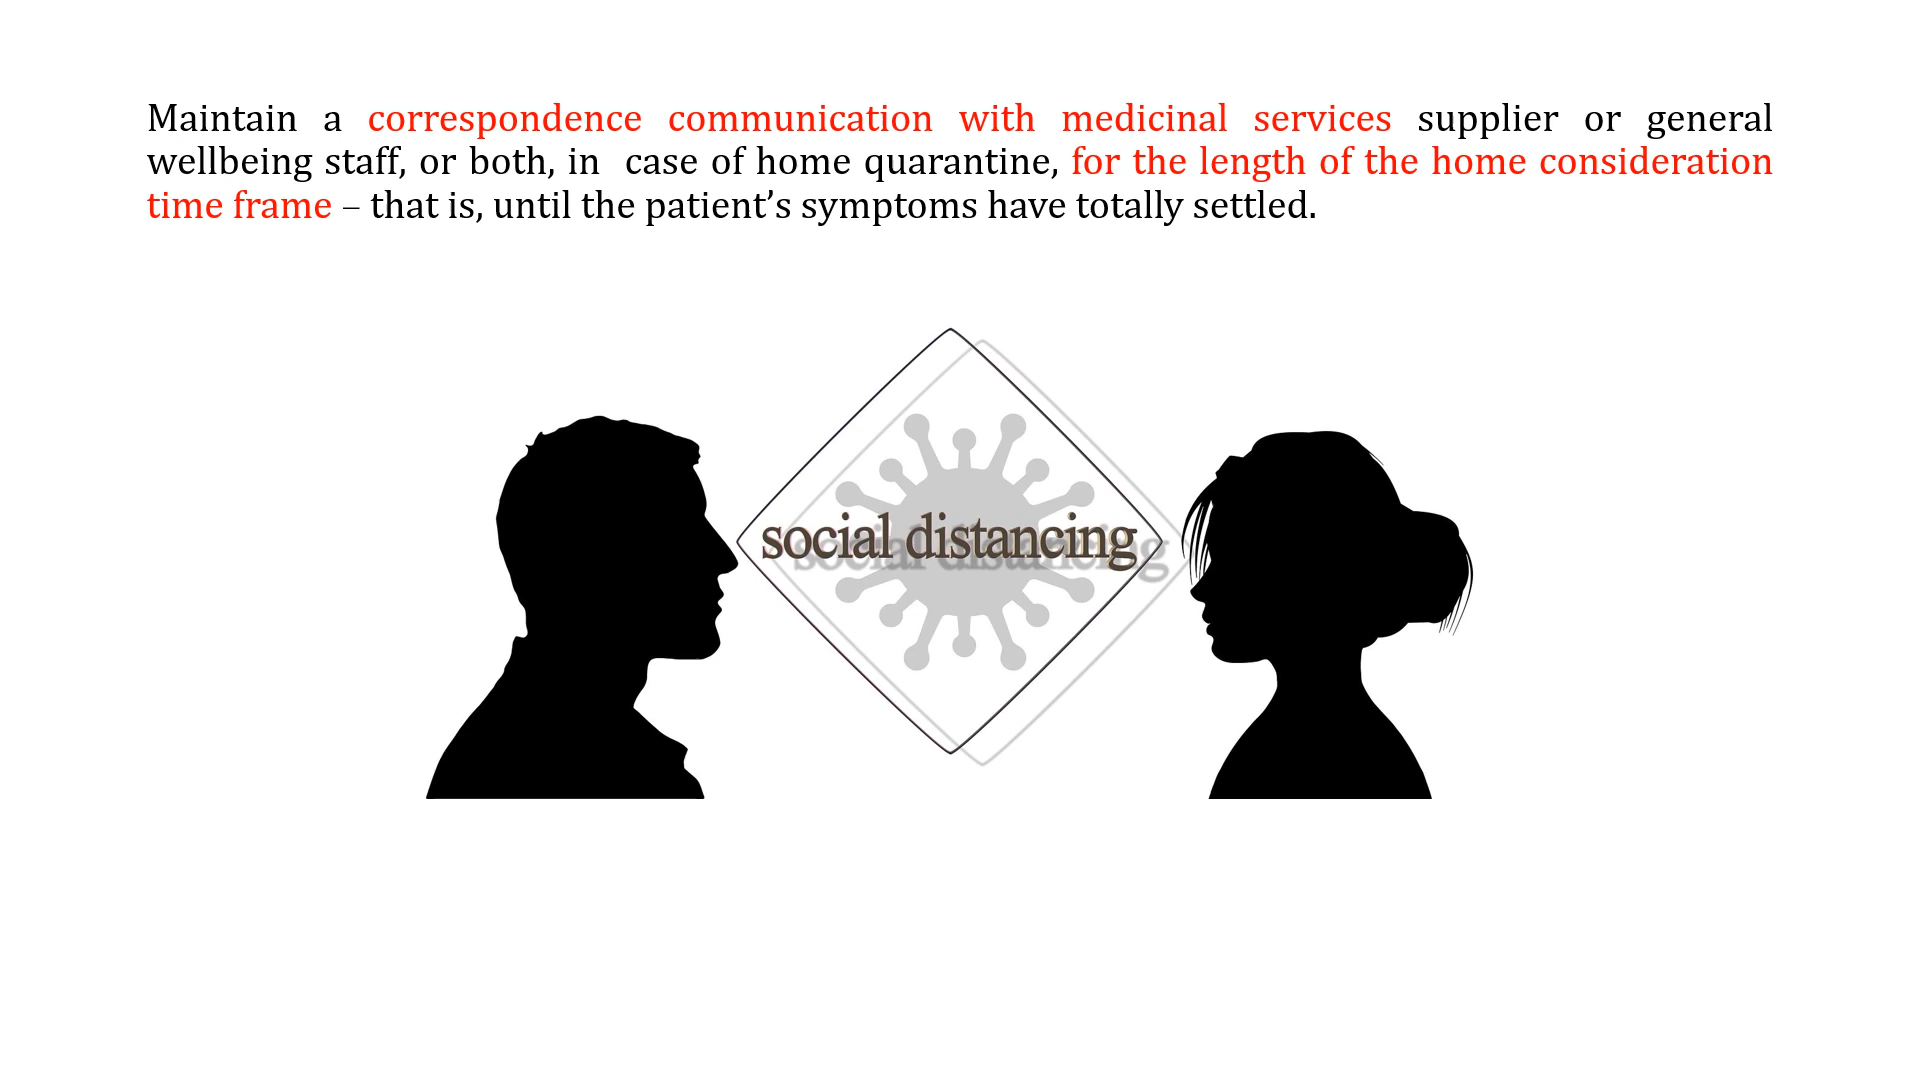 Maintain a correspondence communication with medicinal services supplier or general
wellbeing staff, or both, in case of home quarantine, for the length of the home consideration
time frame – that is, until the patient’s symptoms have totally settled.
social distancing